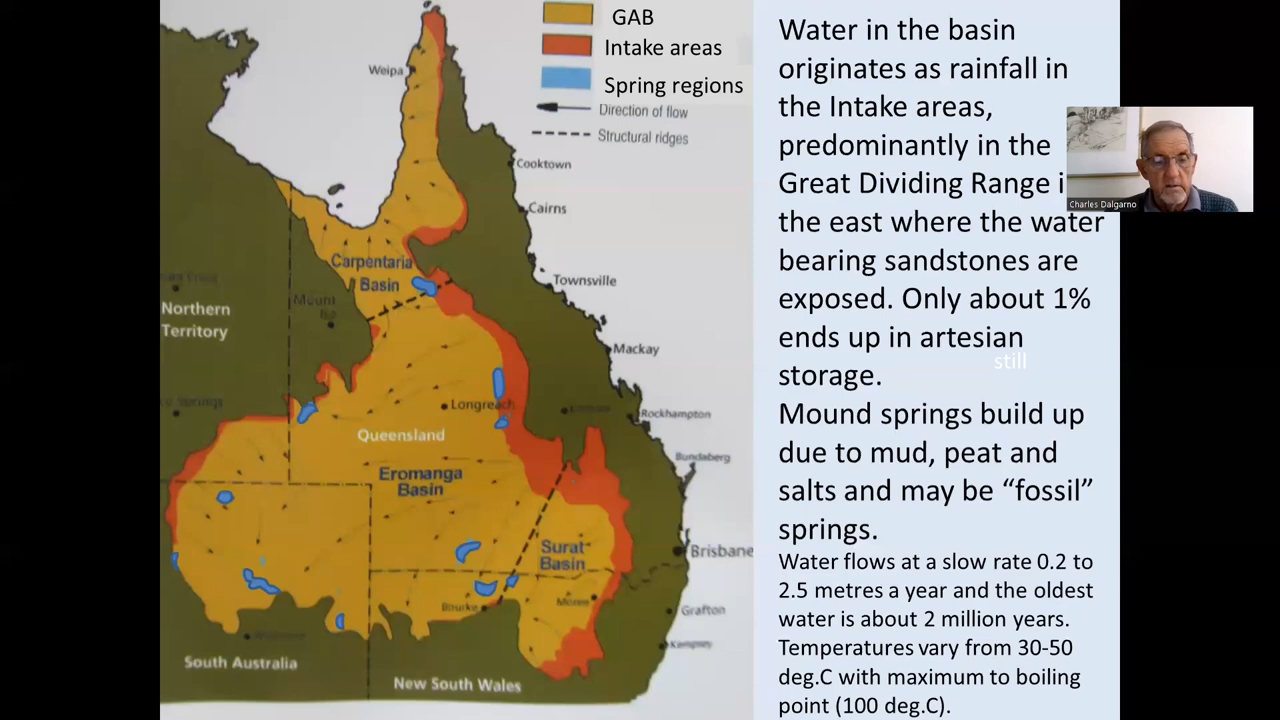 GAB
Intake areas
Spring regions
Direction of flow
Structural ridges
Weipa
Cooktown
Cairns
Carpentaria
Basin
Townsville
Northern
Territory
Mount
Isa
Mackay
Longreach
Rockhampton
Queensland
Bundaberg
Eromanga
Basin
Surat
Basin
Brisbane
Bourke
Moree
Grafton
Kempsey
South Australia
New South Wales
Water in the basin
originates as rainfall in
the Intake areas,
predominantly in the
Great Dividing Range i
the east where the water
bearing sandstones are
exposed. Only about 1%
ends up in artesian
still
storage.
Mound springs build up
due to mud, peat and
salts and may be “fossil”
springs.
Water flows at a slow rate 0.2 to
2.5 metres a year and the oldest
water is about 2 million years.
Temperatures vary from 30-50
deg.C with maximum to boiling
point (100 deg.C).
Charles Dalgarno